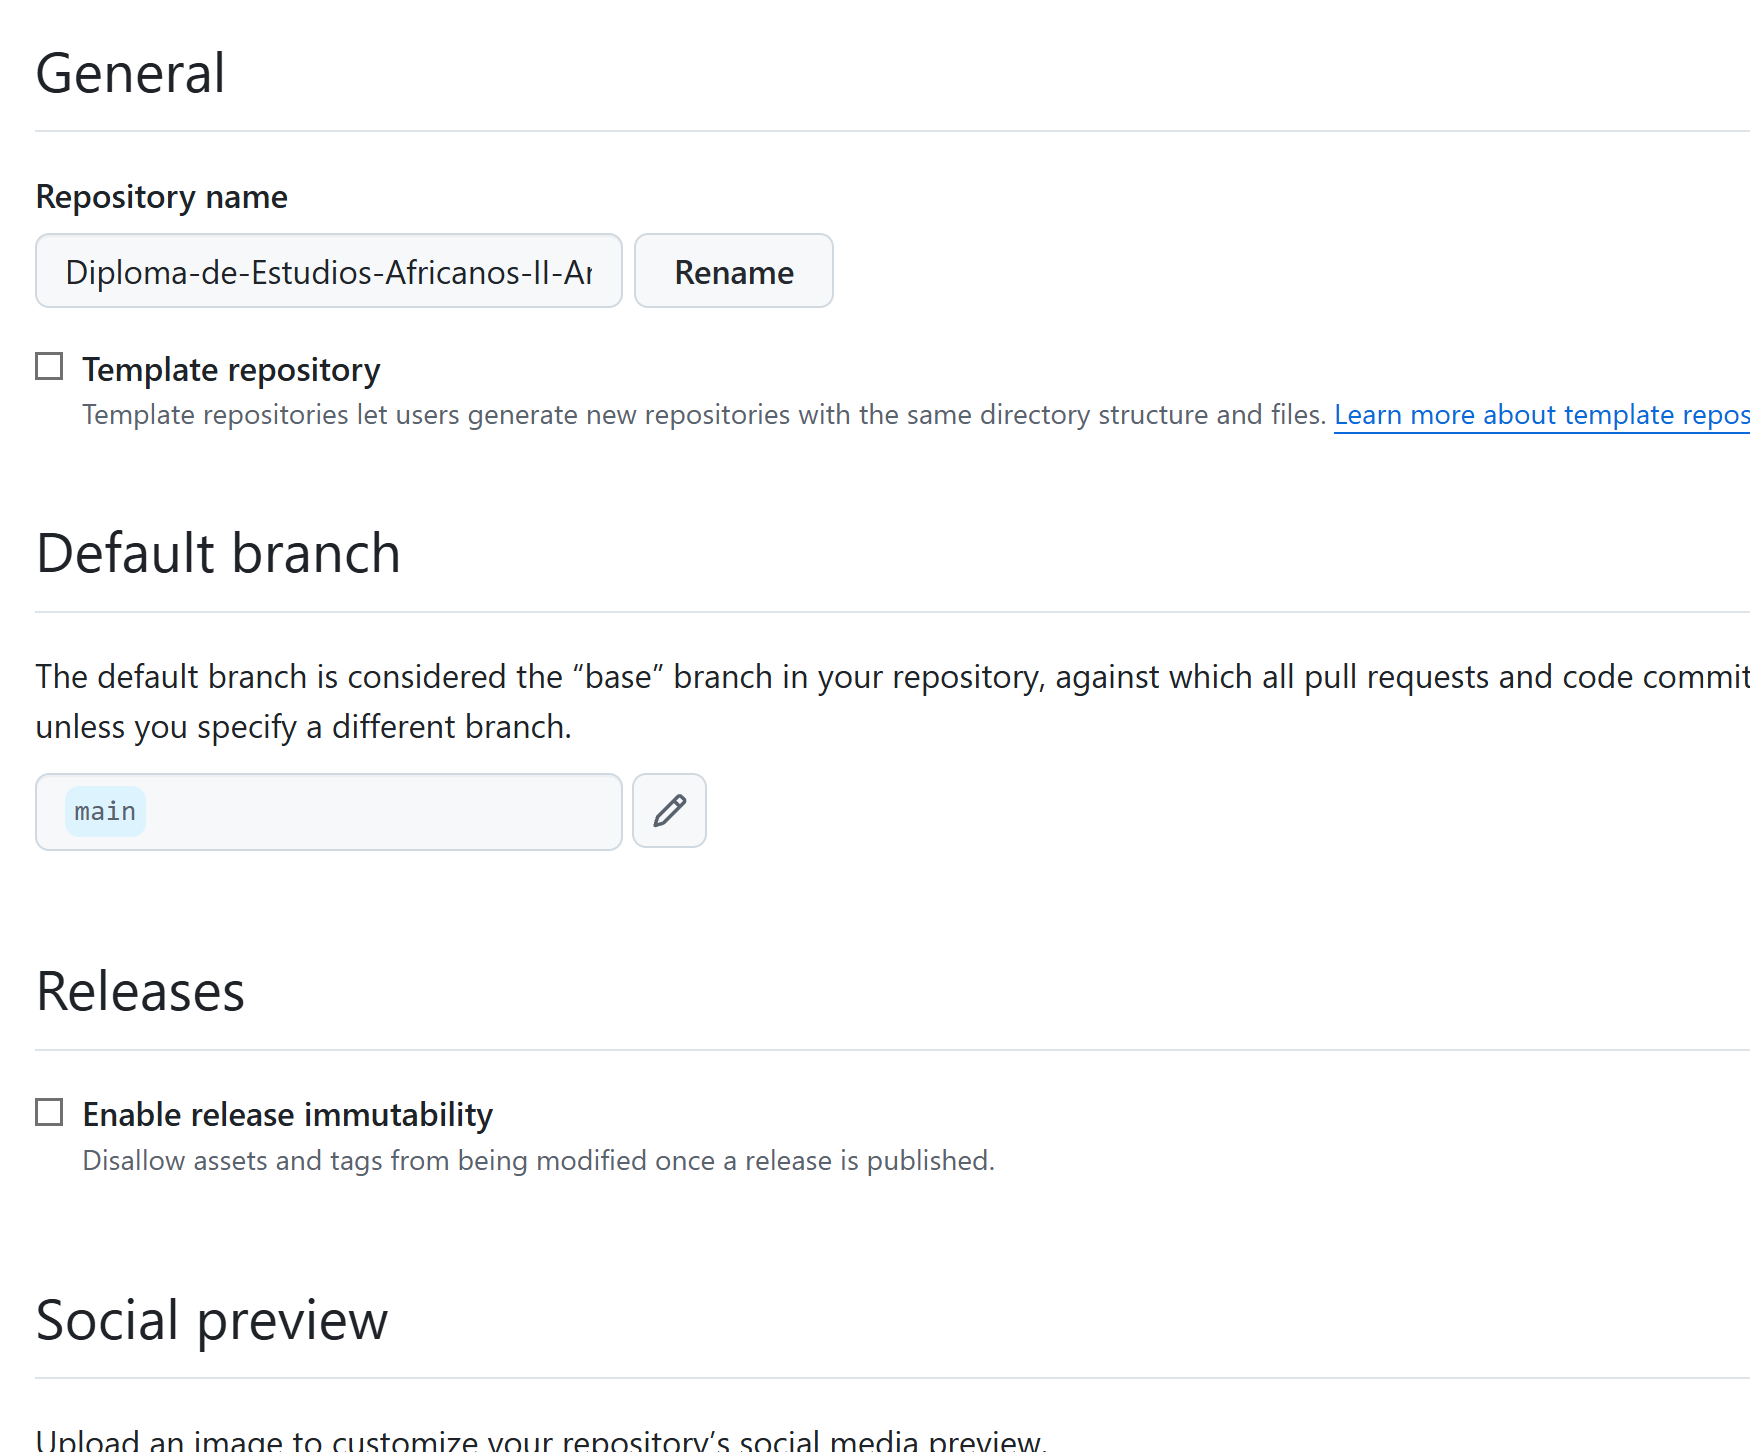 General
Repository name
Diploma-de-Estudios-Africanos-II-Ar
Rename
Template repository
Template repositories let users generate new repositories with the same directory structure and files. Learn more about template repos
Default branch
The default branch is considered the “base” branch in your repository, against which all pull requests and code commit
unless you specify a different branch.
main
Releases
Enable release immutability
Disallow assets and tags from being modified once a release is published.
Social preview
Upload an image to customize your repository’s social media preview.